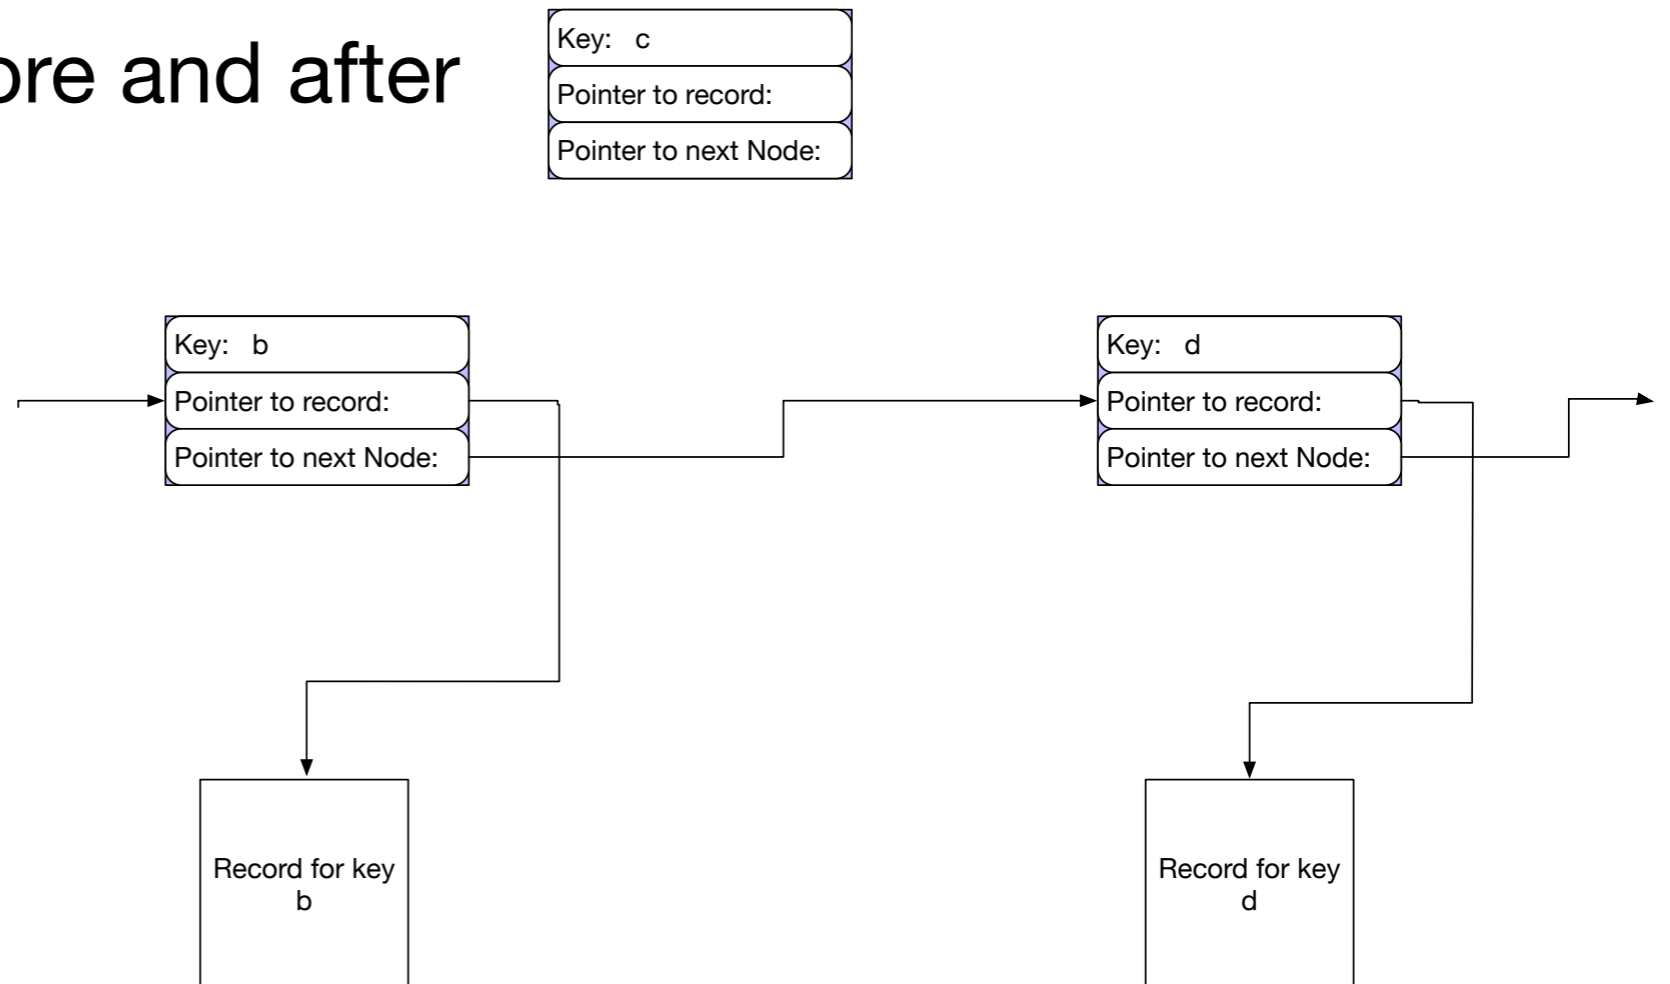 and after
Key: c
Pointer to record:
Pointer to next Node:
Key: b
Pointer to record:
Pointer to next Node:
Key: d
Pointer to record:
Pointer to next Node:
Record for key
b
Record for key
d